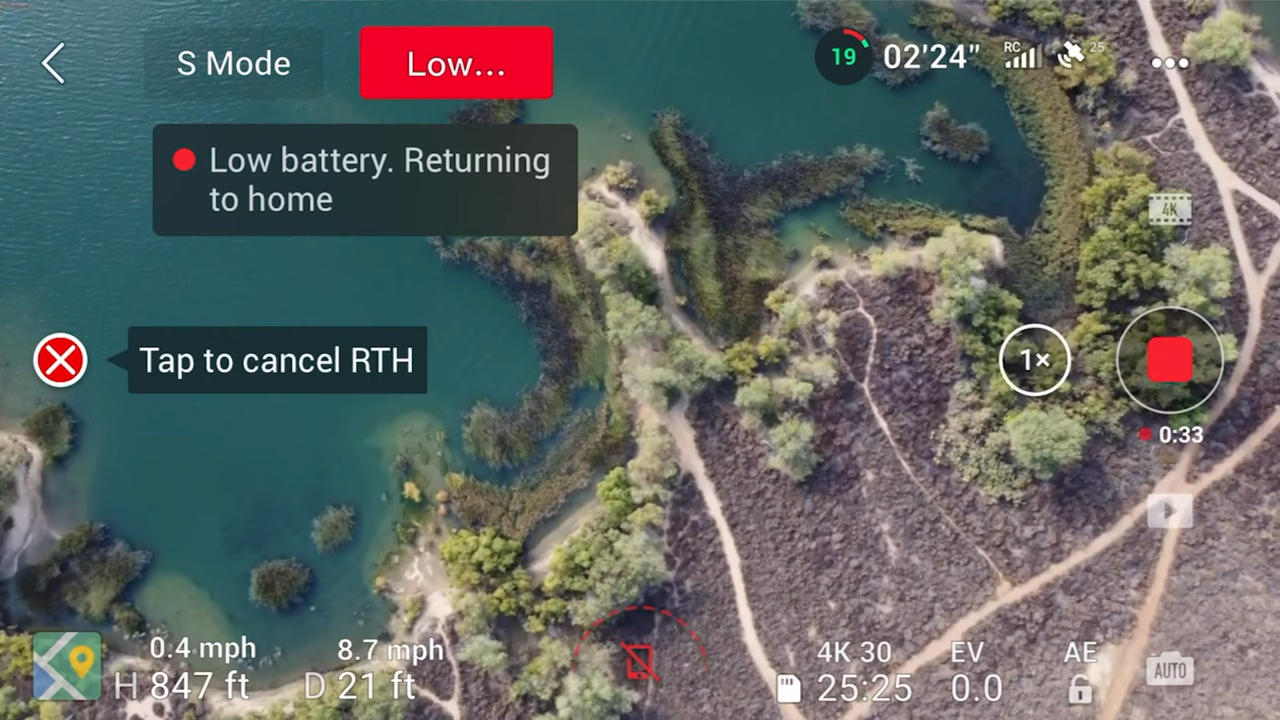 S Mode
Low...
19
02'24"
RC
25
Low battery. Returning
to home
4K
Tap to cancel RTH
1×
0:33
0.4 mph
8.7 mph
H 847 ft
D 21 ft
4K 30
25:25
EV
0.0
AE
AUTO